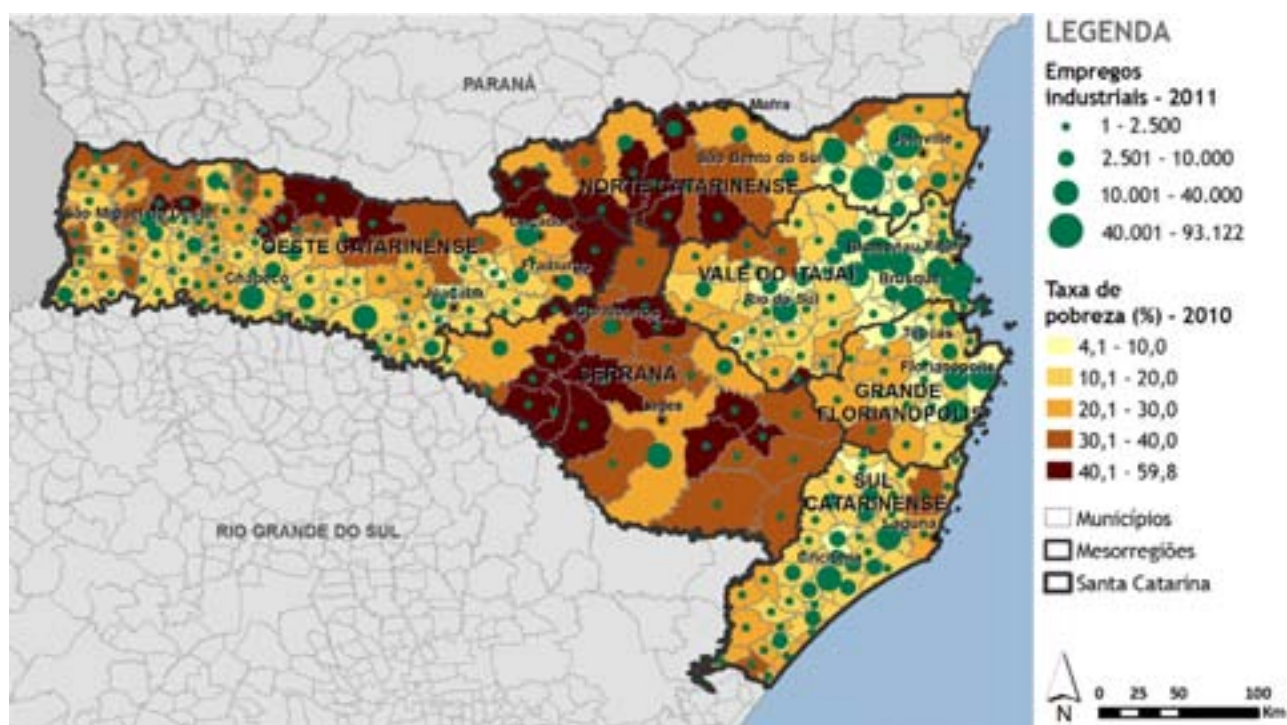 PARANÁ
Mafra
Joinville
São Bento do Sul
NORTE CATARINENSE
OESTE CATARINENSE
Chapecó
VALE DO ITAJAÍ
Rio do Sul
Blumenau
Brusque
Tijucas
Florianópolis
SERRANA
Lages
GRANDE
FLORIANÓPOLIS
SUL
CATARINENSE
Laguna
Criciúma
RIO GRANDE DO SUL
LEGENDA
Empregos
industriais - 2011
1 - 2.500
2.501 - 10.000
10.001 - 40.000
40.001 - 93.122
Taxa de
pobreza (%) - 2010
4,1 - 10,0
10,1 - 20,0
20,1 - 30,0
30,1 - 40,0
40,1 - 59,8
Municípios
Mesorregiões
Santa Catarina
N
0 25 50 100
Km